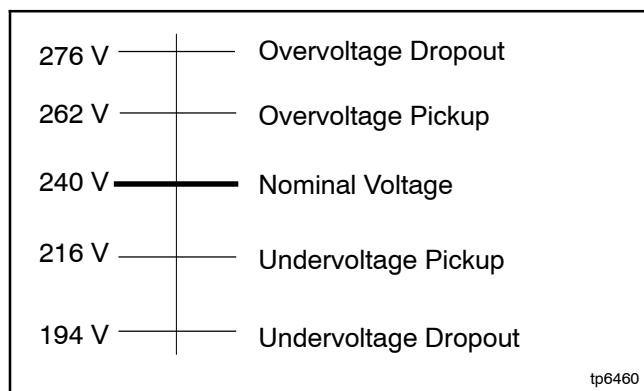 276 V Overvoltage Dropout
262 V Overvoltage Pickup
240 V Nominal Voltage
216 V Undervoltage Pickup
194 V Undervoltage Dropout
tp6460